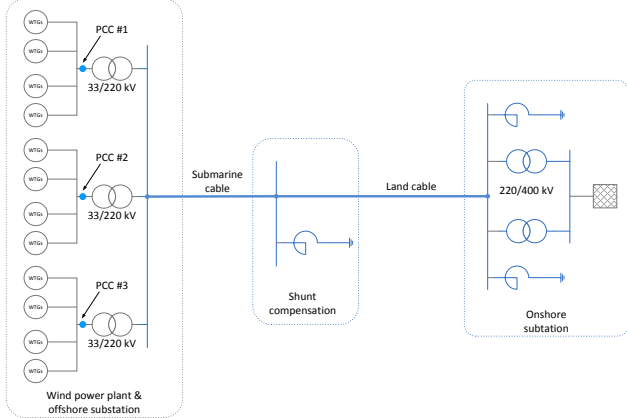 WTGs
PCC #1
WTGs
33/220 kV
WTGs
WTGs
WTGs
PCC #2
WTGs
33/220 kV
WTGs
WTGs
WTGs
PCC #3
WTGs
33/220 kV
WTGs
WTGs
Wind power plant &
offshore substation
Submarine
cable
Shunt
compensation
Land cable
220/400 kV
Onshore
subtation